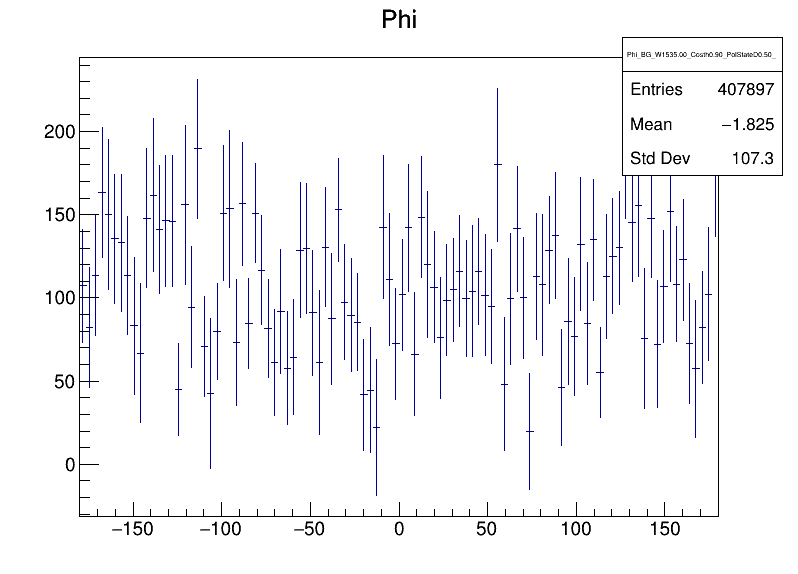 Phi
Phi_BG_W1535.00_Costh0.90_PolStateD0.50_
Entries 407897
Mean −1.825
Std Dev 107.3
200
150
100
50
0
−150 −100 −50 0 50 100 150